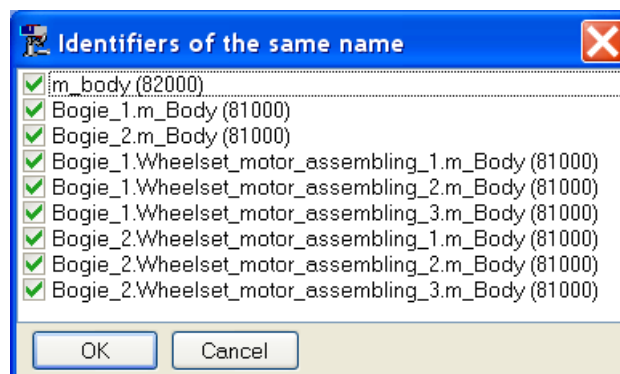 Identifiers of the same name
m_body (82000)
Bogie_1.m_Body (81000)
Bogie_2.m_Body (81000)
Bogie_1.Wheelset_motor_assembling_1.m_Body (81000)
Bogie_1.Wheelset_motor_assembling_2.m_Body (81000)
Bogie_1.Wheelset_motor_assembling_3.m_Body (81000)
Bogie_2.Wheelset_motor_assembling_1.m_Body (81000)
Bogie_2.Wheelset_motor_assembling_2.m_Body (81000)
Bogie_2.Wheelset_motor_assembling_3.m_Body (81000)
OK Cancel